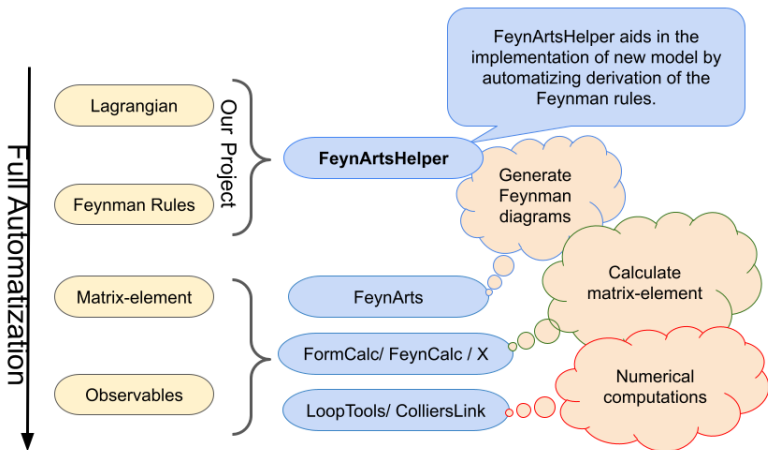 FeynArtsHelper aids in the
implementation of new model by
automatizing derivation of the
Feynman rules.
Full Automatization
Lagrangian
Our Project
FeynArtsHelper
Feynman Rules
Generate
Feynman
diagrams
Matrix-element
FeynArts
Calculate
matrix-element
FormCalc/ FeynCalc / X
Observables
LoopTools/ ColliersLink
Numerical
computations